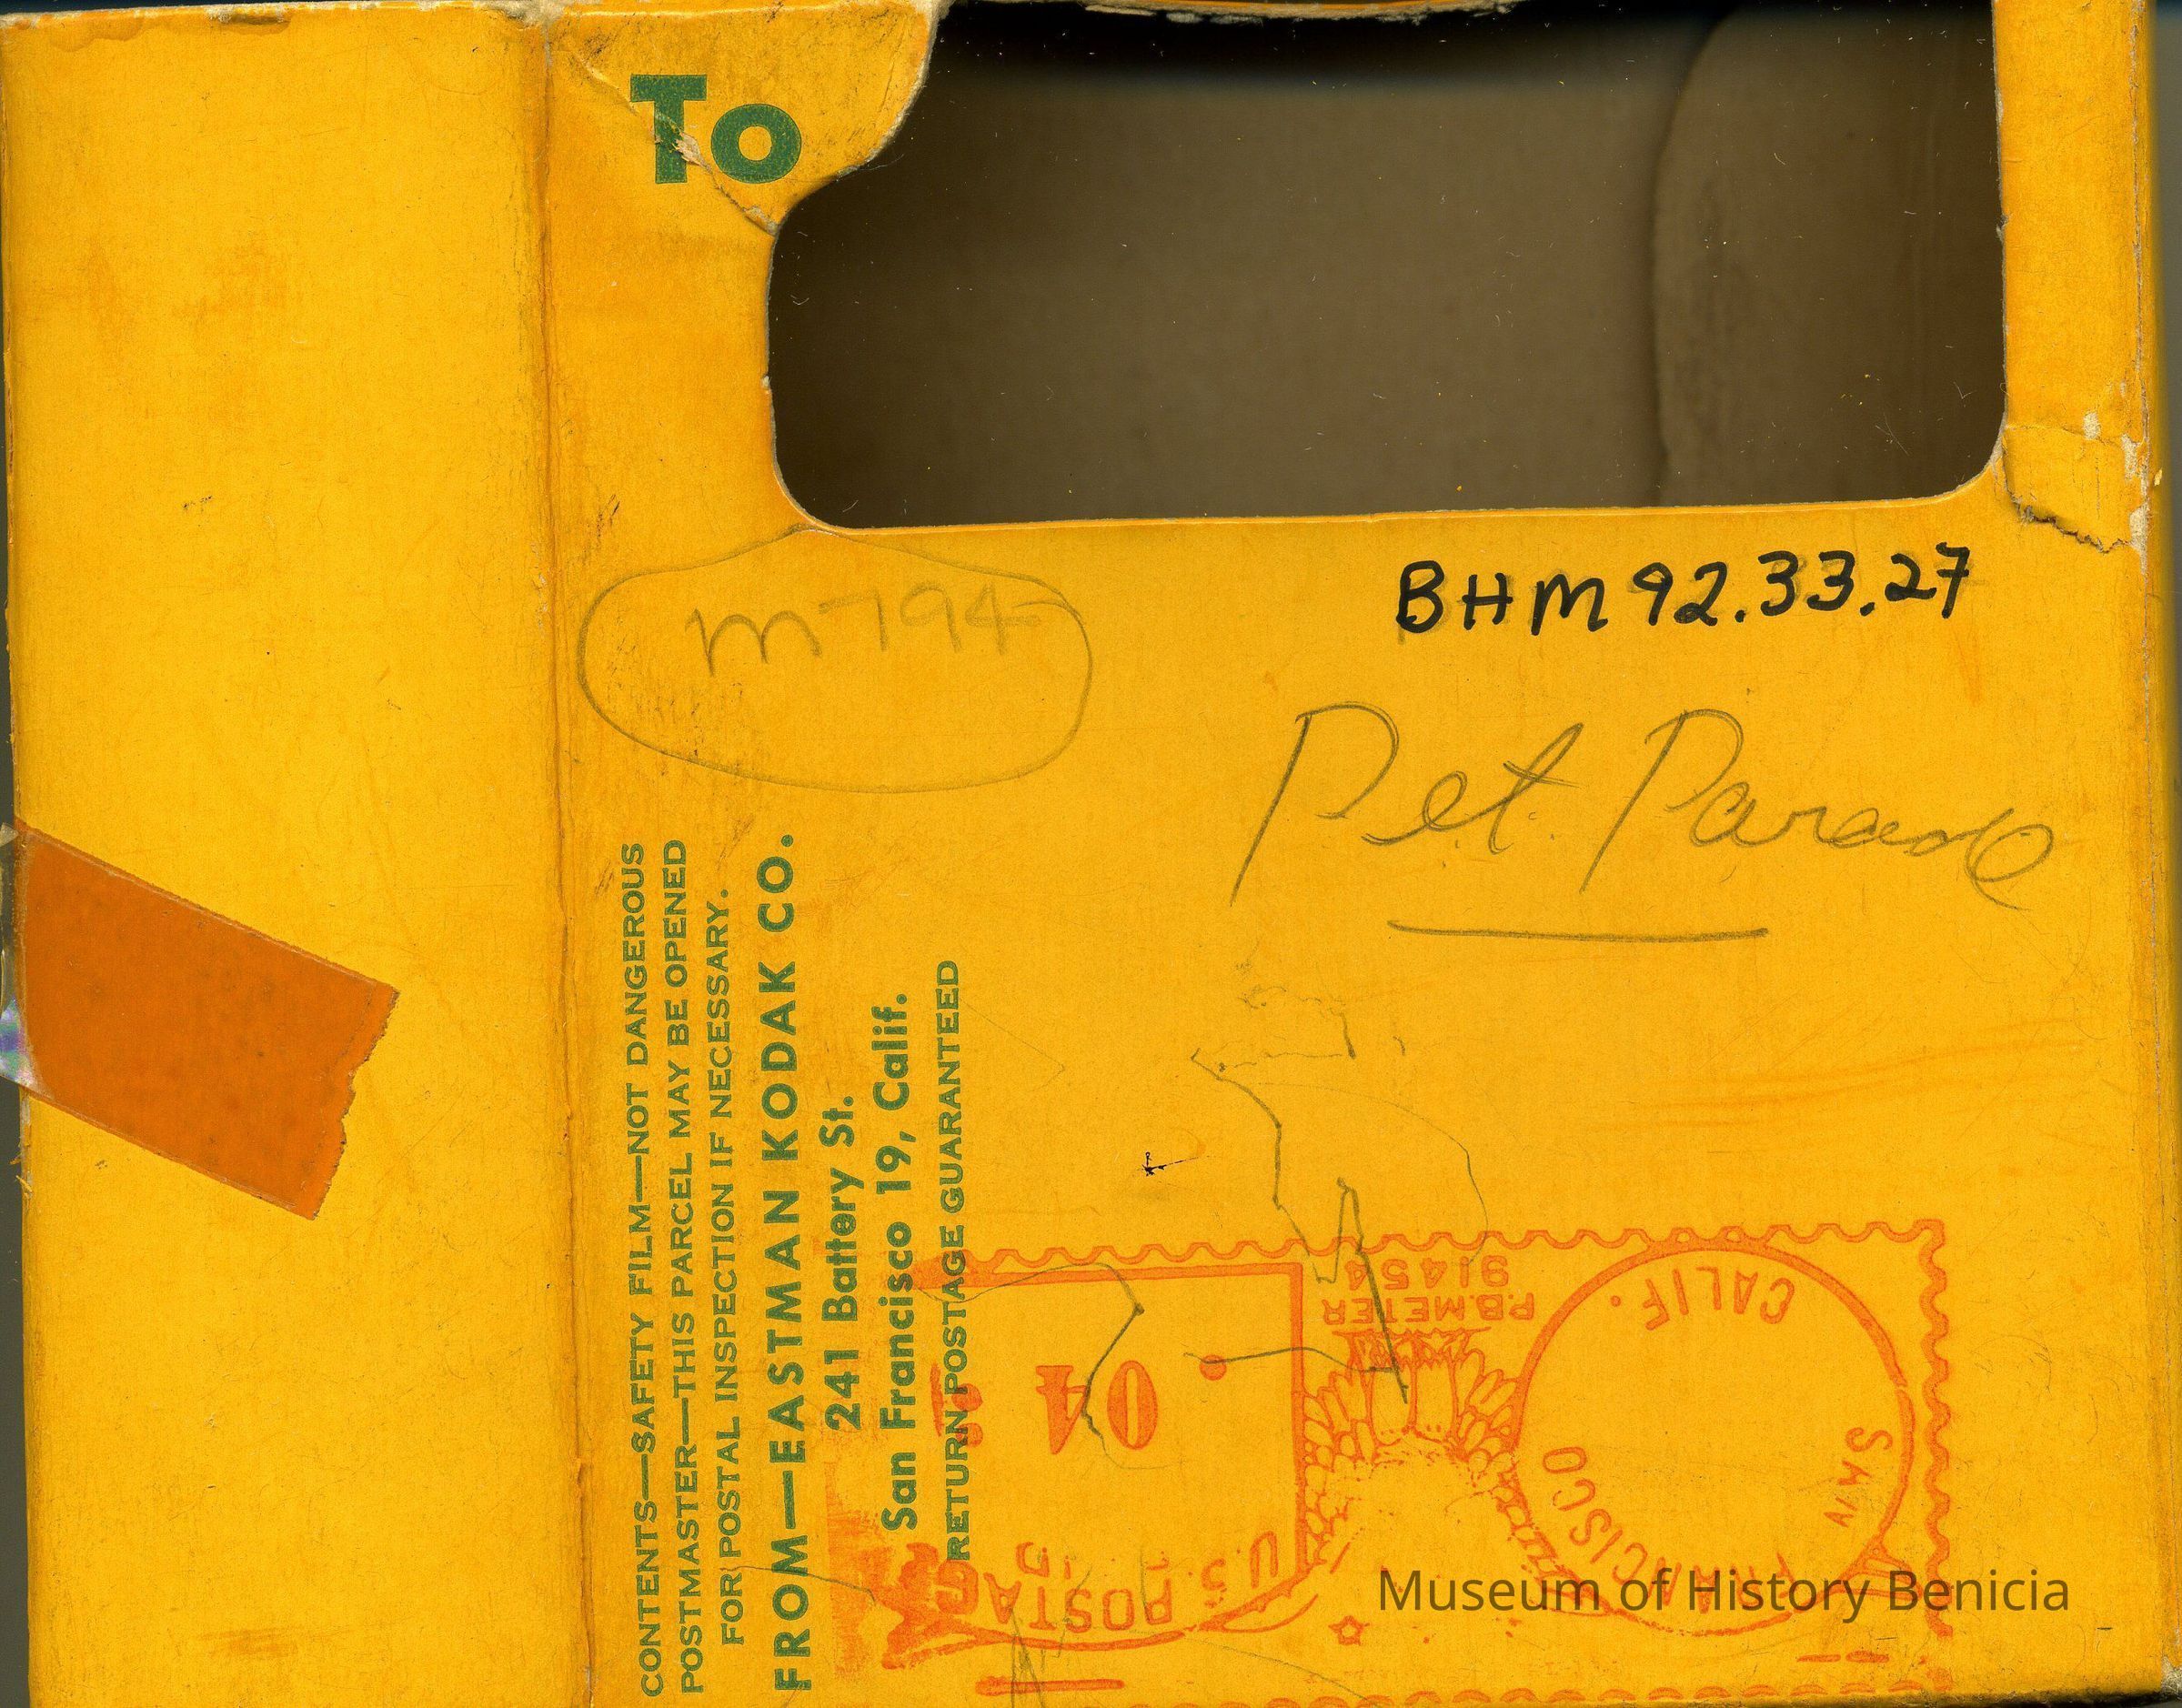 To
BHM 92.33.27
m794
Pet Parade
CONTENTS—SAFETY FILM—NOT DANGEROUS
POSTMASTER—THIS PARCEL MAY BE OPENED
FOR POSTAL INSPECTION IF NECESSARY.
FROM—EASTMAN KODAK CO.
241 Battery St.
San Francisco 19, Calif.
RETURN POSTAGE GUARANTEED
SAN FRANCISCO
CALIF.
P.B. METER
91454
U.S. POSTAGE
.04
Museum of History Benicia